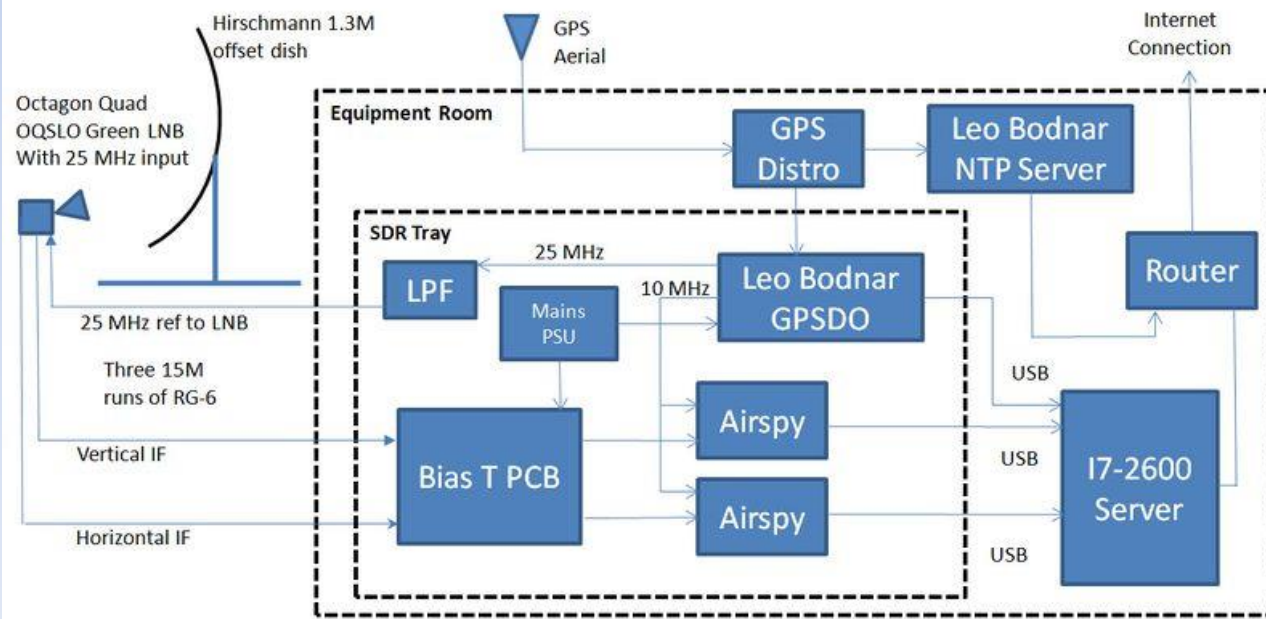 Hirschmann 1.3M
offset dish
GPS
Aerial
Internet
Connection
Octagon Quad
OQSLO Green LNB
With 25 MHz input
Equipment Room
GPS
Distro
Leo Bodnar
NTP Server
SDR Tray
25 MHz
LPF
10 MHz
Leo Bodnar
GPSDO
Router
Mains
PSU
25 MHz ref to LNB
Three 15M
runs of RG-6
USB
Airspy
Vertical IF
Bias T PCB
USB
I7-2600
Server
Airspy
Horizontal IF
USB